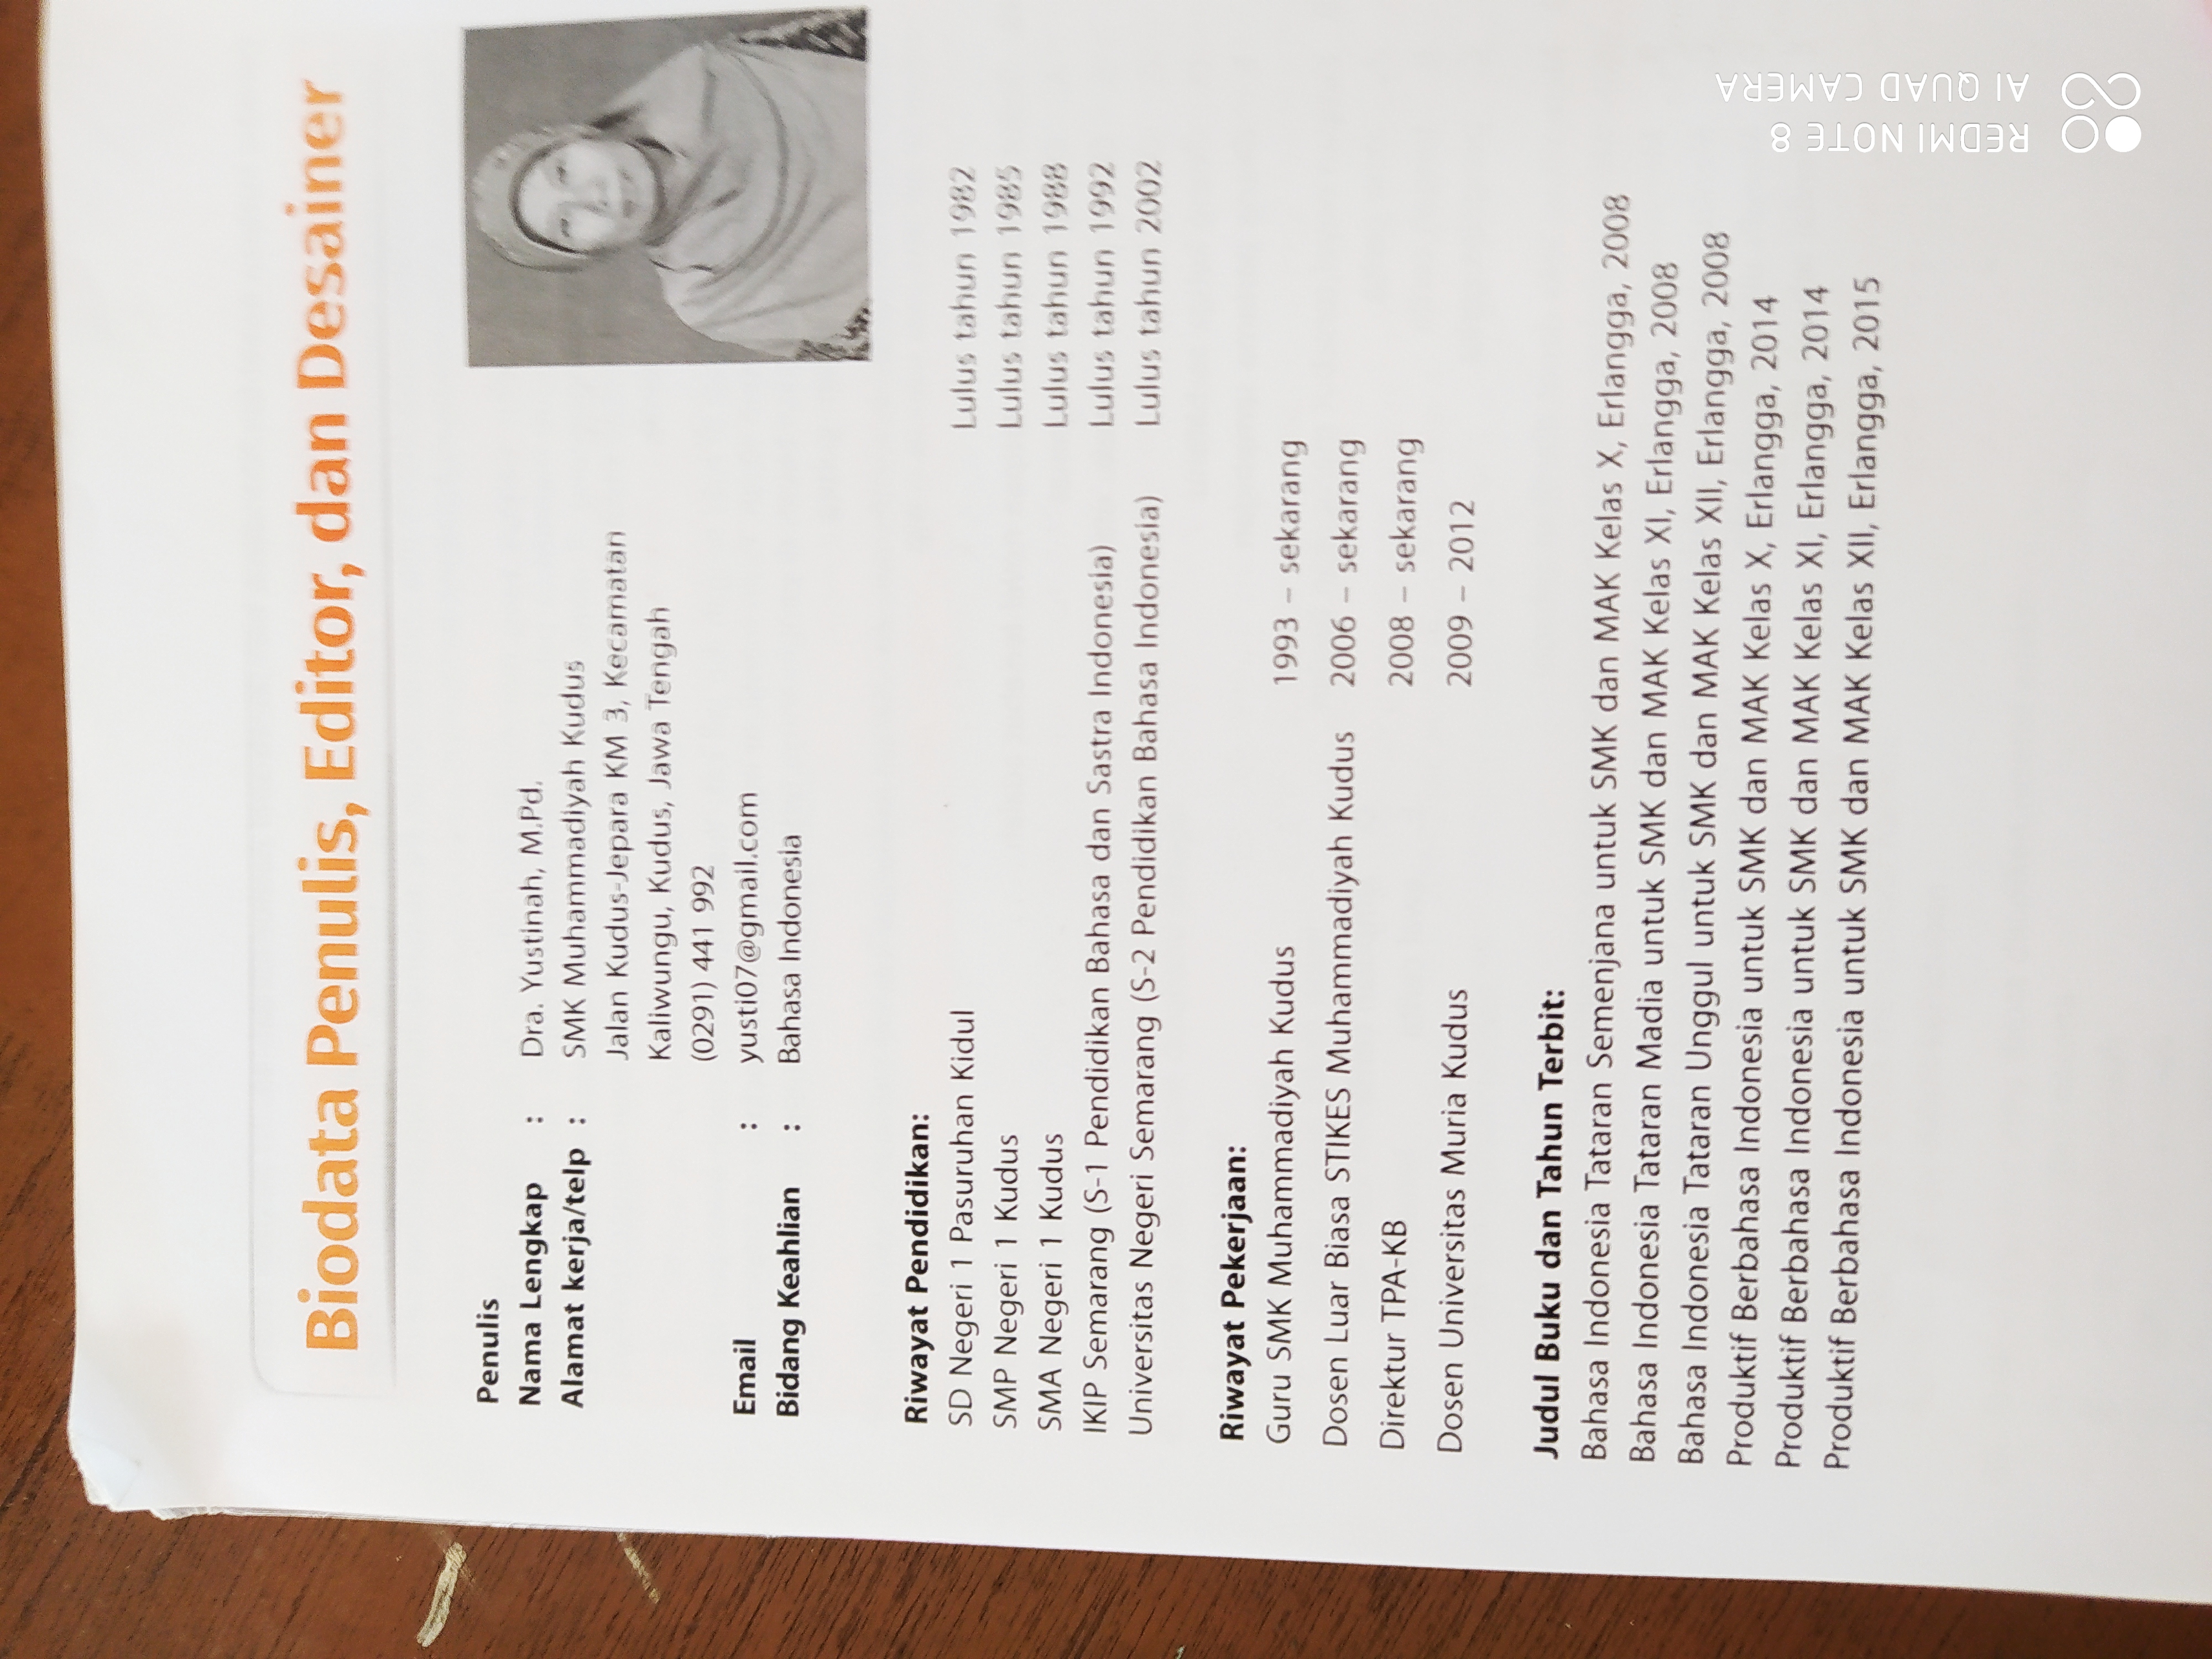 Biodata Penulis, Editor, dan Desainer
Penulis
Nama Lengkap : Dra. Yustinah, M.Pd.
Alamat kerja/telp : SMK Muhammadiyah Kudus
Jalan Kudus-Jepara KM 3, Kecamatan
Kaliwungu, Kudus, Jawa Tengah
(0291) 441 992
Email : yusti07@gmail.com
Bidang Keahlian : Bahasa Indonesia
Riwayat Pendidikan:
SD Negeri 1 Pasuruhan Kidul Lulus tahun 1982
SMP Negeri 1 Kudus Lulus tahun 1985
SMA Negeri 1 Kudus Lulus tahun 1988
IKIP Semarang (S-1 Pendidikan Bahasa dan Sastra Indonesia) Lulus tahun 1992
Universitas Negeri Semarang (S-2 Pendidikan Bahasa Indonesia) Lulus tahun 2002
Riwayat Pekerjaan:
Guru SMK Muhammadiyah Kudus 1993 – sekarang
Dosen Luar Biasa STIKES Muhammadiyah Kudus 2006 – sekarang
Direktur TPA-KB 2008 – sekarang
Dosen Universitas Muria Kudus 2009 – 2012
Judul Buku dan Tahun Terbit:
Bahasa Indonesia Tataran Semenjana untuk SMK dan MAK Kelas X, Erlangga, 2008
Bahasa Indonesia Tataran Madia untuk SMK dan MAK Kelas XI, Erlangga, 2008
Bahasa Indonesia Tataran Unggul untuk SMK dan MAK Kelas XII, Erlangga, 2008
Produktif Berbahasa Indonesia untuk SMK dan MAK Kelas X, Erlangga, 2014
Produktif Berbahasa Indonesia untuk SMK dan MAK Kelas XI, Erlangga, 2014
Produktif Berbahasa Indonesia untuk SMK dan MAK Kelas XII, Erlangga, 2015
REDMI NOTE 8
AI QUAD CAMERA